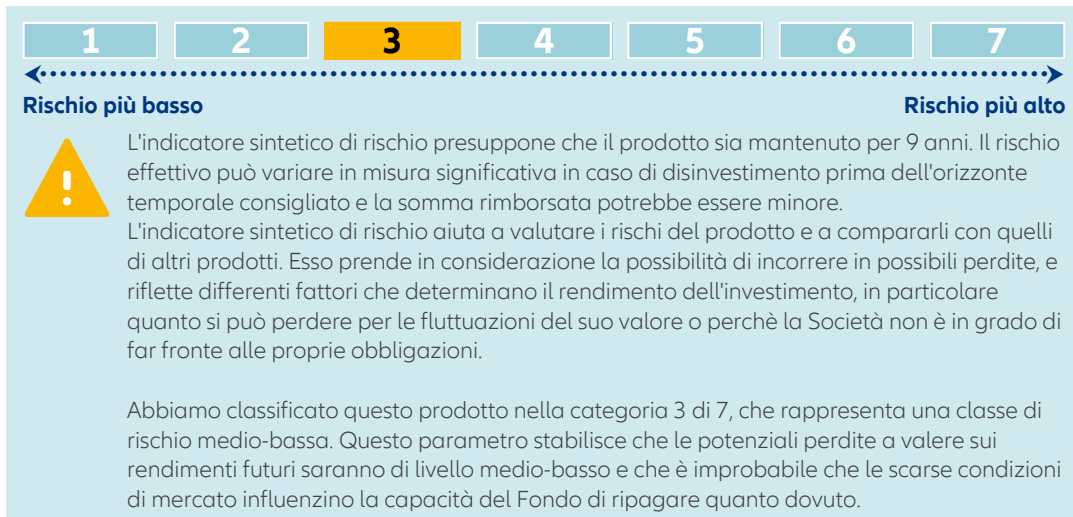 1 2 3 4 5 6 7
Rischio più basso Rischio più alto
L'indicatore sintetico di rischio presuppone che il prodotto sia mantenuto per 9 anni. Il rischio
effettivo può variare in misura significativa in caso di disinvestimento prima dell'orizzonte
temporale consigliato e la somma rimborsata potrebbe essere minore.
L'indicatore sintetico di rischio aiuta a valutare i rischi del prodotto e a compararli con quelli
di altri prodotti. Esso prende in considerazione la possibilità di incorrere in possibili perdite, e
riflette differenti fattori che determinano il rendimento dell'investimento, in particolare
quanto si può perdere per le fluttuazioni del suo valore o perchè la Società non è in grado di
far fronte alle proprie obbligazioni.
Abbiamo classificato questo prodotto nella categoria 3 di 7, che rappresenta una classe di
rischio medio-bassa. Questo parametro stabilisce che le potenziali perdite a valere sui
rendimenti futuri saranno di livello medio-basso e che è improbabile che le scarse condizioni
di mercato influenzino la capacità del Fondo di ripagare quanto dovuto.